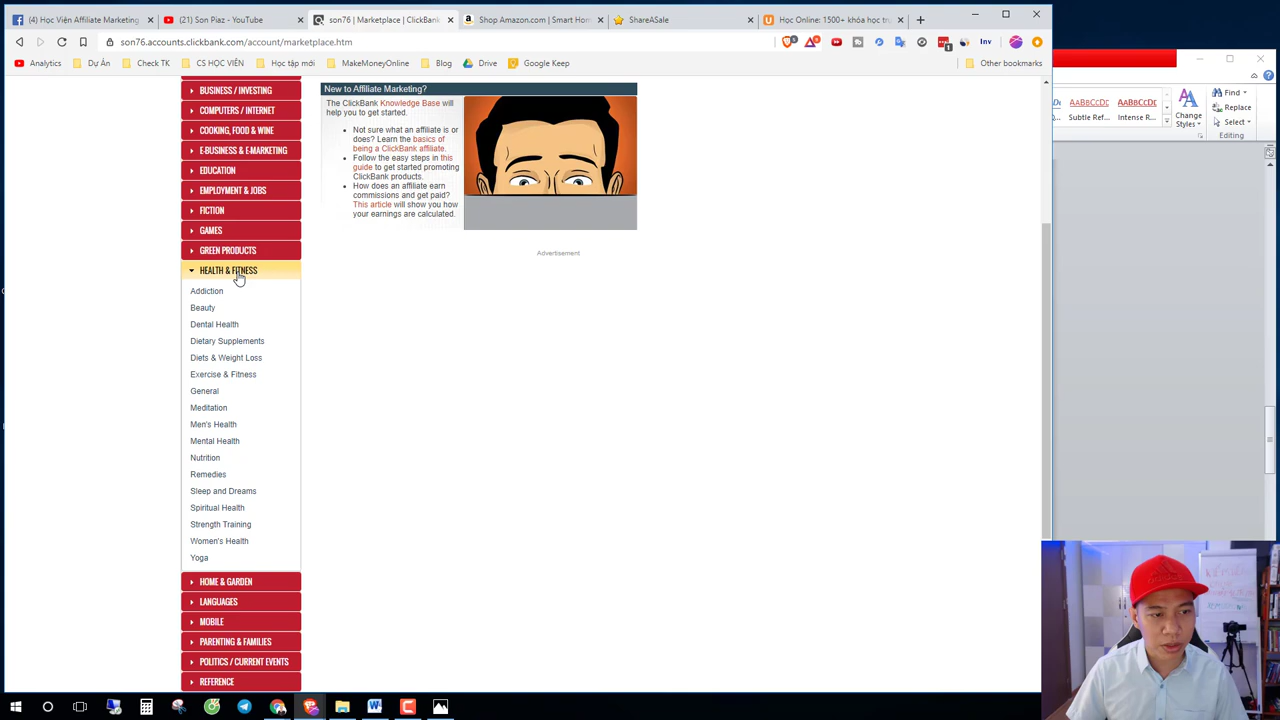 (4) Học Viện Affiliate Marketing
(21) Son Piaz - YouTube
son76 | Marketplace | ClickBank
Shop Amazon.com | Smart Hom
ShareASale
Học Online: 1500+ khóa học trự
son76.accounts.clickbank.com/account/marketplace.htm
Inv
Analytics
Dự Án
Check TK
CS HỌC VIÊN
Học tập mới
MakeMoneyOnline
Blog
Drive
Google Keep
Other bookmarks
BUSINESS / INVESTING
COMPUTERS / INTERNET
COOKING, FOOD & WINE
E-BUSINESS & E-MARKETING
EDUCATION
EMPLOYMENT & JOBS
FICTION
GAMES
GREEN PRODUCTS
HEALTH & FITNESS
Addiction
Beauty
Dental Health
Dietary Supplements
Diets & Weight Loss
Exercise & Fitness
General
Meditation
Men's Health
Mental Health
Nutrition
Remedies
Sleep and Dreams
Spiritual Health
Strength Training
Women's Health
Yoga
HOME & GARDEN
LANGUAGES
MOBILE
PARENTING & FAMILIES
POLITICS / CURRENT EVENTS
REFERENCE
New to Affiliate Marketing?
The ClickBank Knowledge Base will
help you to get started.
Not sure what an affiliate is or
does? Learn the basics of
being a ClickBank affiliate.
Follow the easy steps in this
guide to get started promoting
ClickBank products.
How does an affiliate earn
commissions and get paid?
This article will show you how
your earnings are calculated.
Advertisement
AaBbCcDc
AaBbCcDc
Subtle Ref...
Intense R...
Change
Styles
Find
Replace
Select
Editing